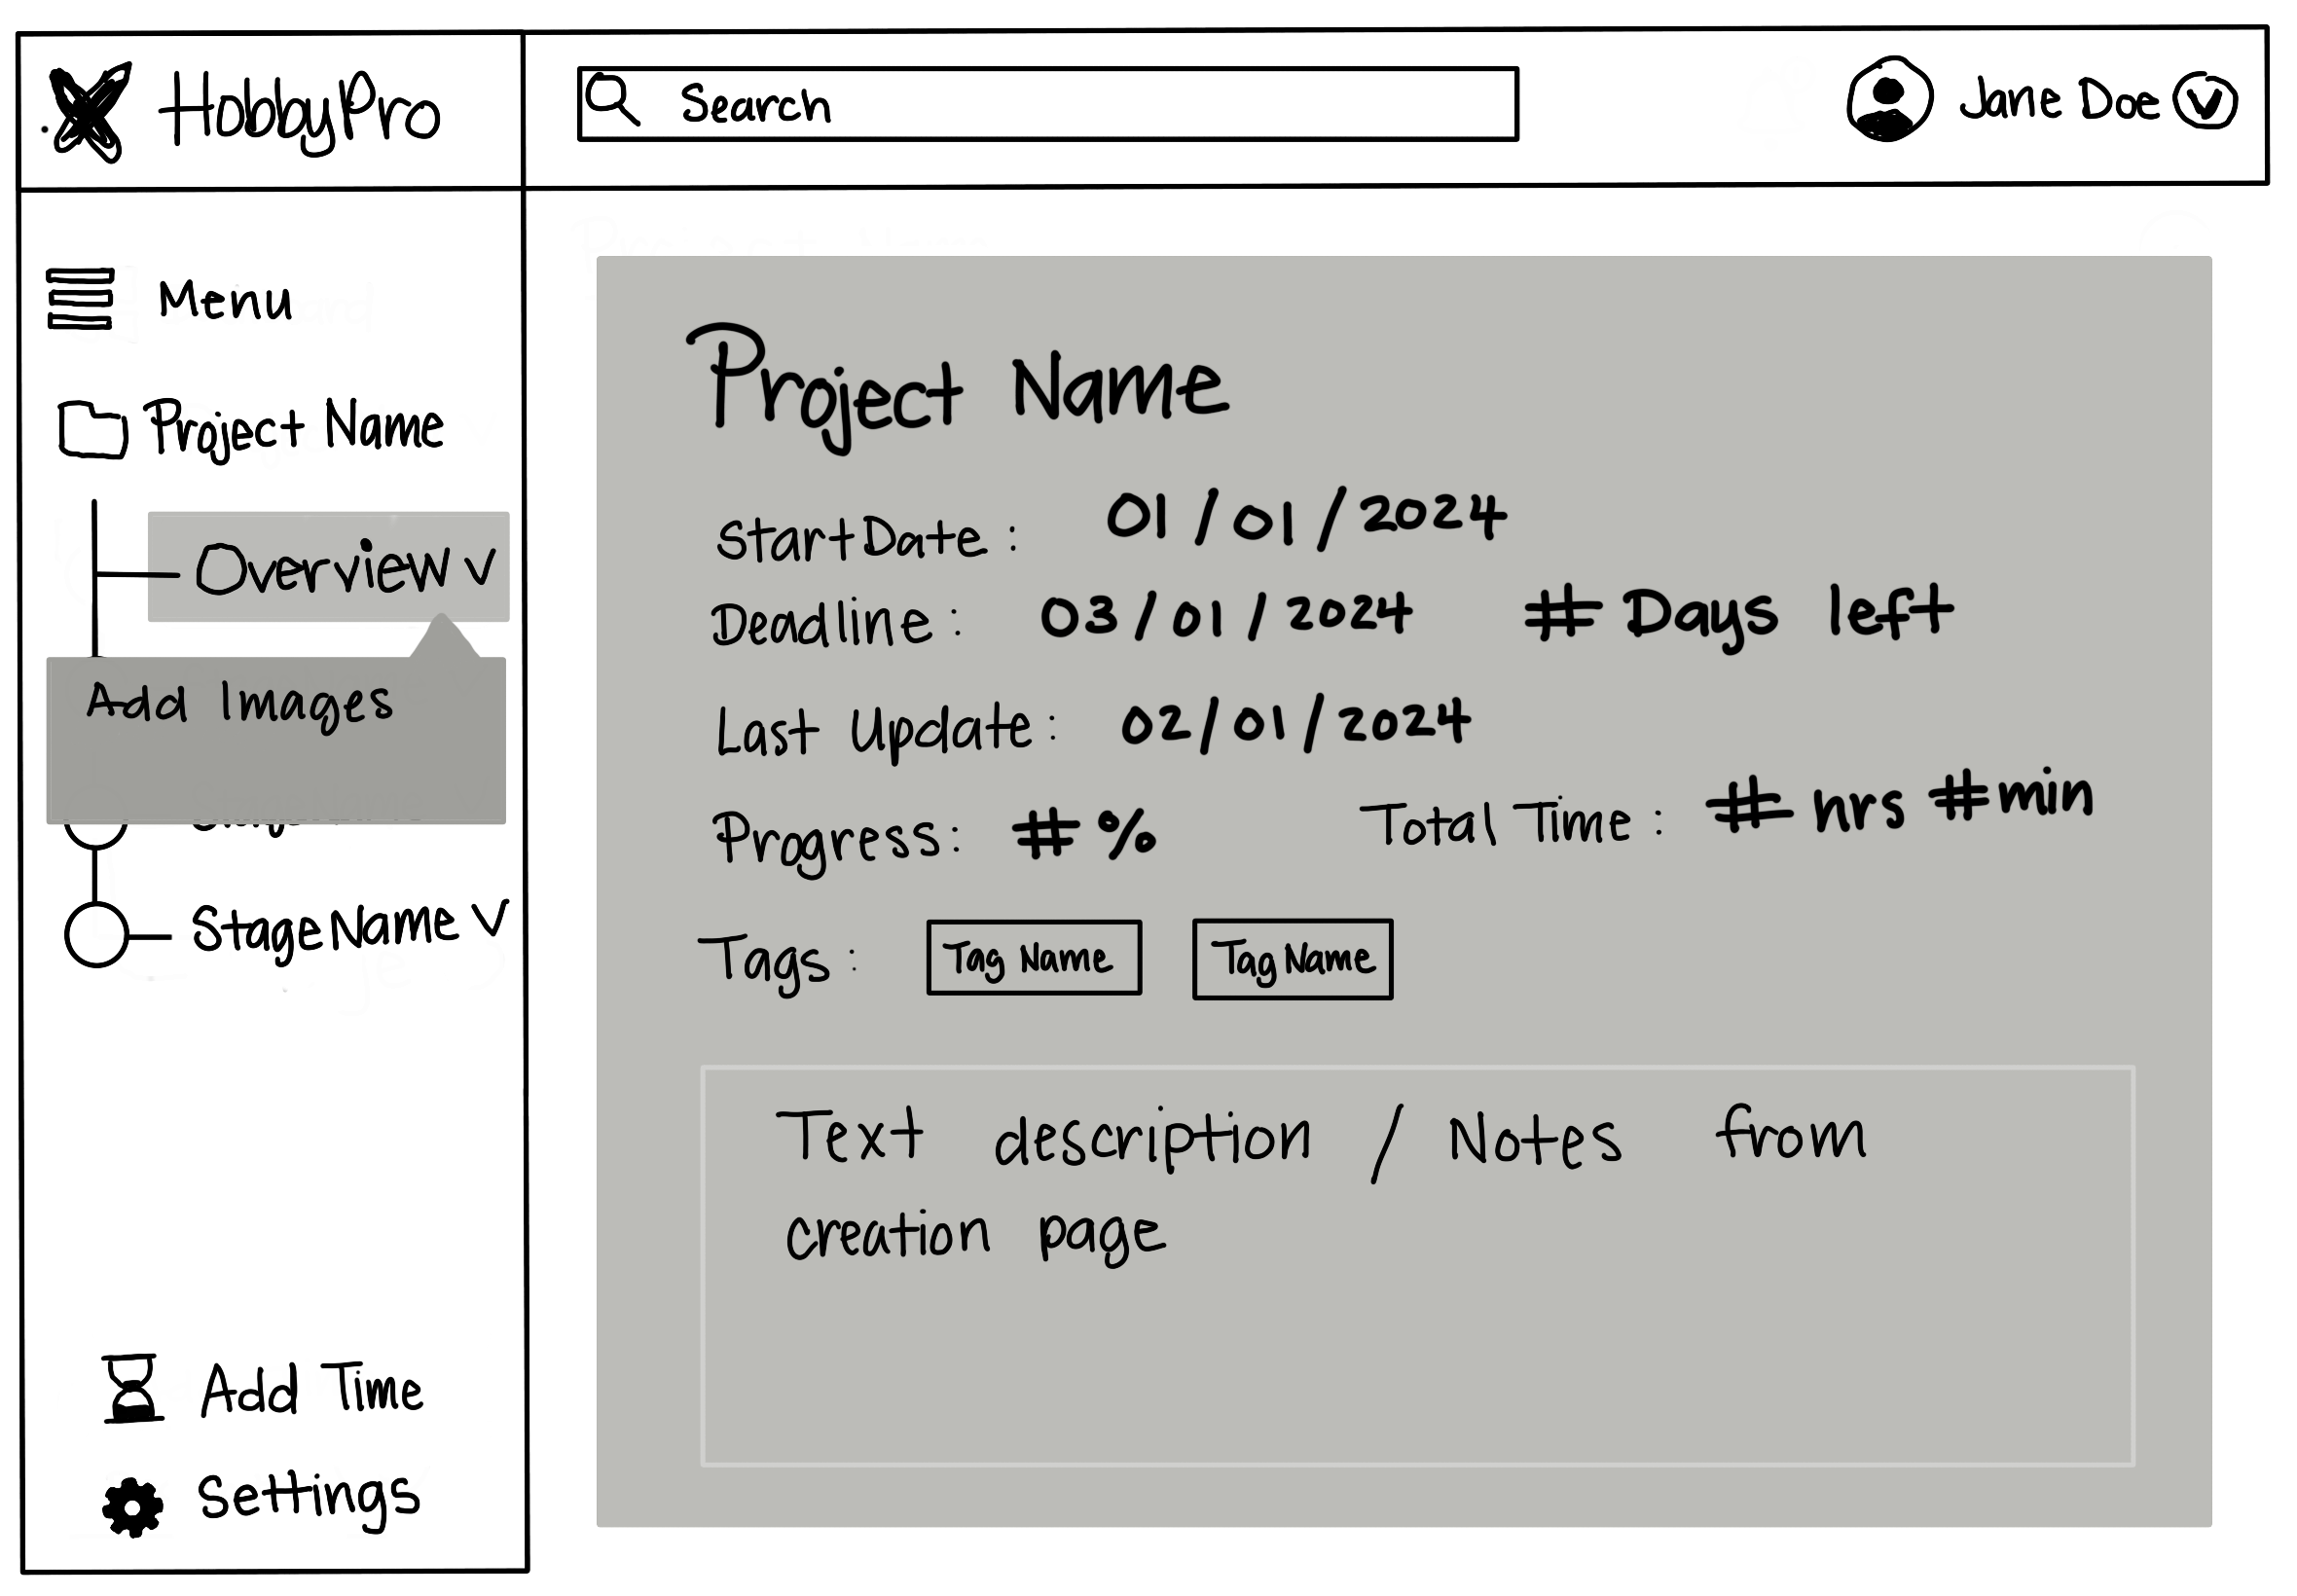 HobbyPro
Search
Jane Doe
Menu
Project Name
Overview
Add Images
Stage Name
Add Time
Settings
Project Name
Start Date : 01/01/2024
Deadline : 03/01/2024 # Days left
Last Update : 02/01/2024
Progress : # % Total Time : # hrs # min
Tags : Tag Name Tag Name
Text description / Notes from
creation page